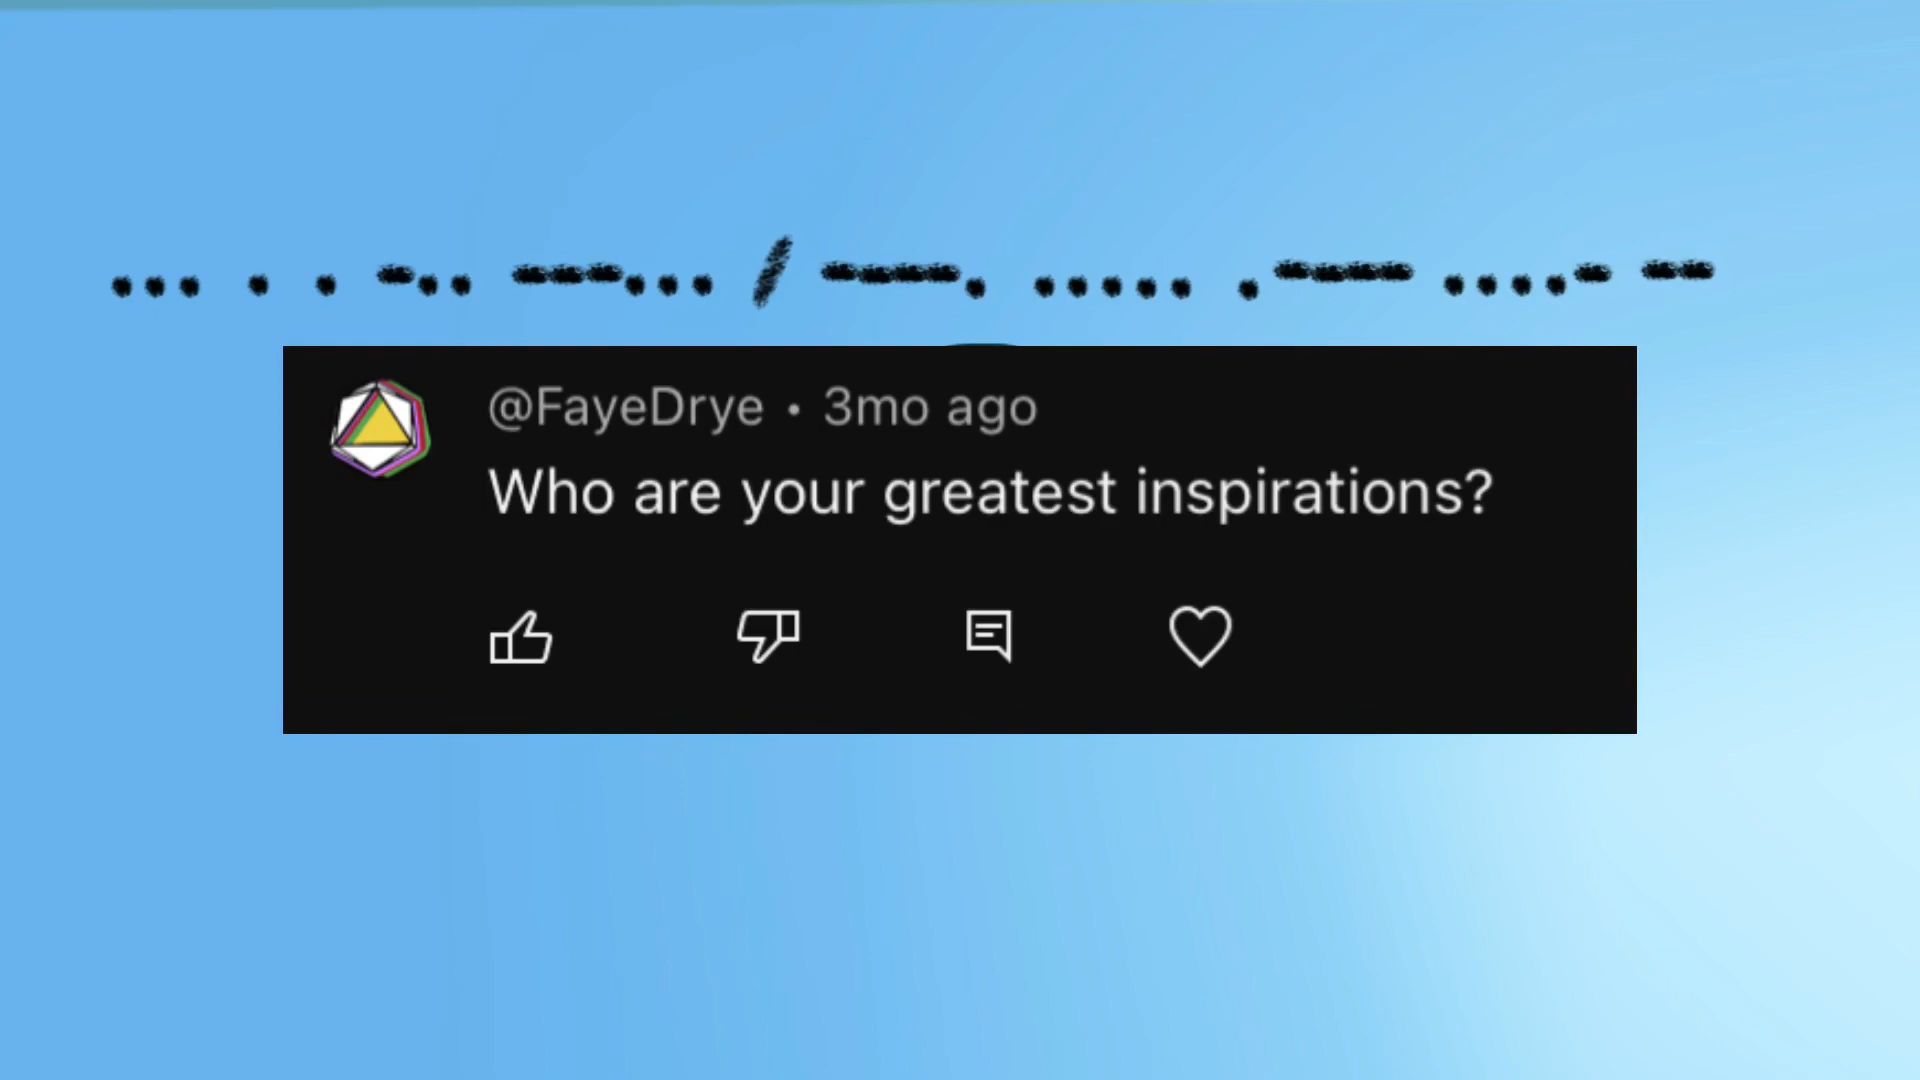 ... . . -.. ---... / ----. ..... .---- ....- --
@FayeDrye • 3mo ago
Who are your greatest inspirations?